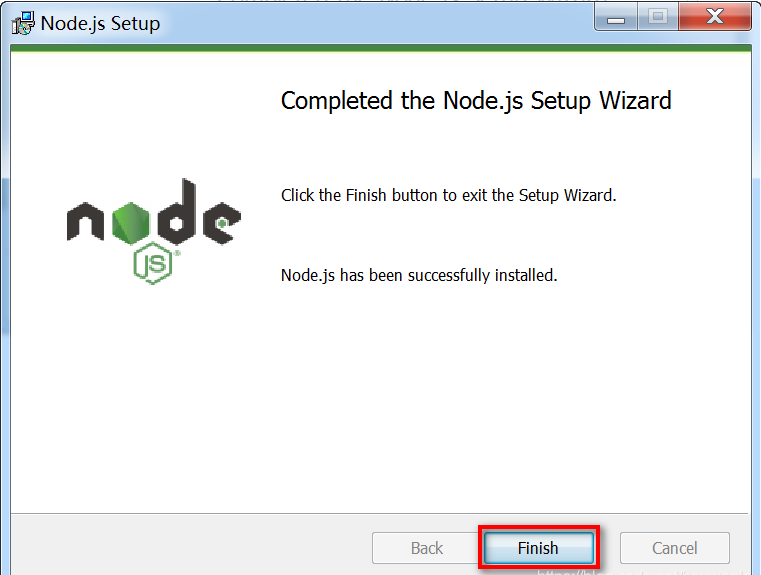 Node.js Setup
Completed the Node.js Setup Wizard
Click the Finish button to exit the Setup Wizard.
node
JS
Node.js has been successfully installed.
Back
Finish
Cancel